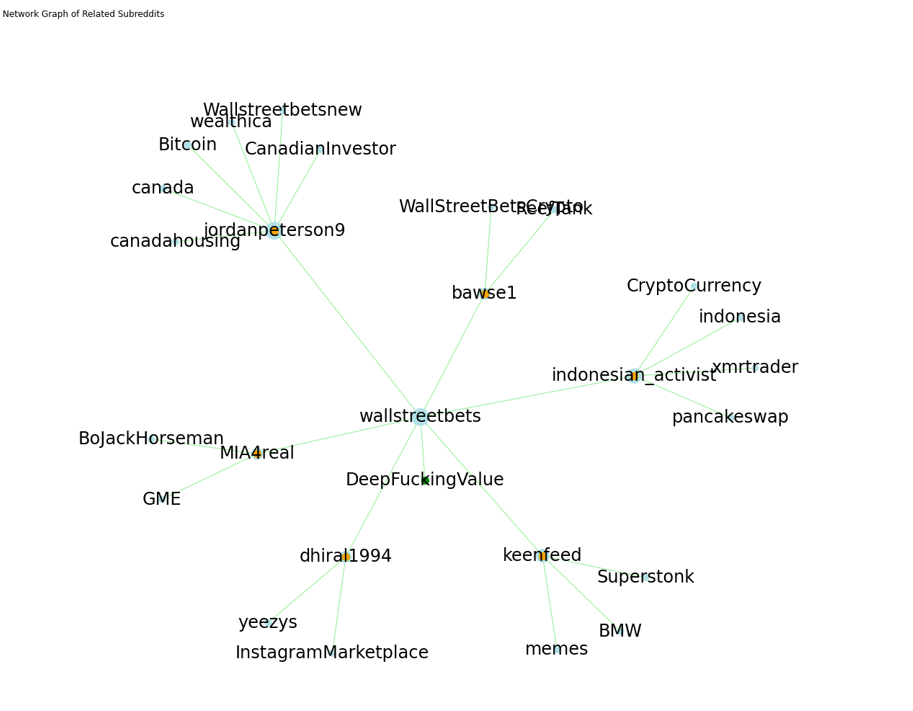 Network Graph of Related Subreddits
Wallstreetbetsnew
wealthica
Bitcoin
CanadianInvestor
canada
WallStreetBetsCrypto
ReefTank
jordanpeterson9
canadahousing
CryptoCurrency
bawse1
indonesia
xmrtrader
indonesian_activist
wallstreetbets
pancakeswap
BoJackHorseman
MIA4real
DeepFuckingValue
GME
dhiral1994
keenfeed
Superstonk
yeezys
BMW
InstagramMarketplace
memes